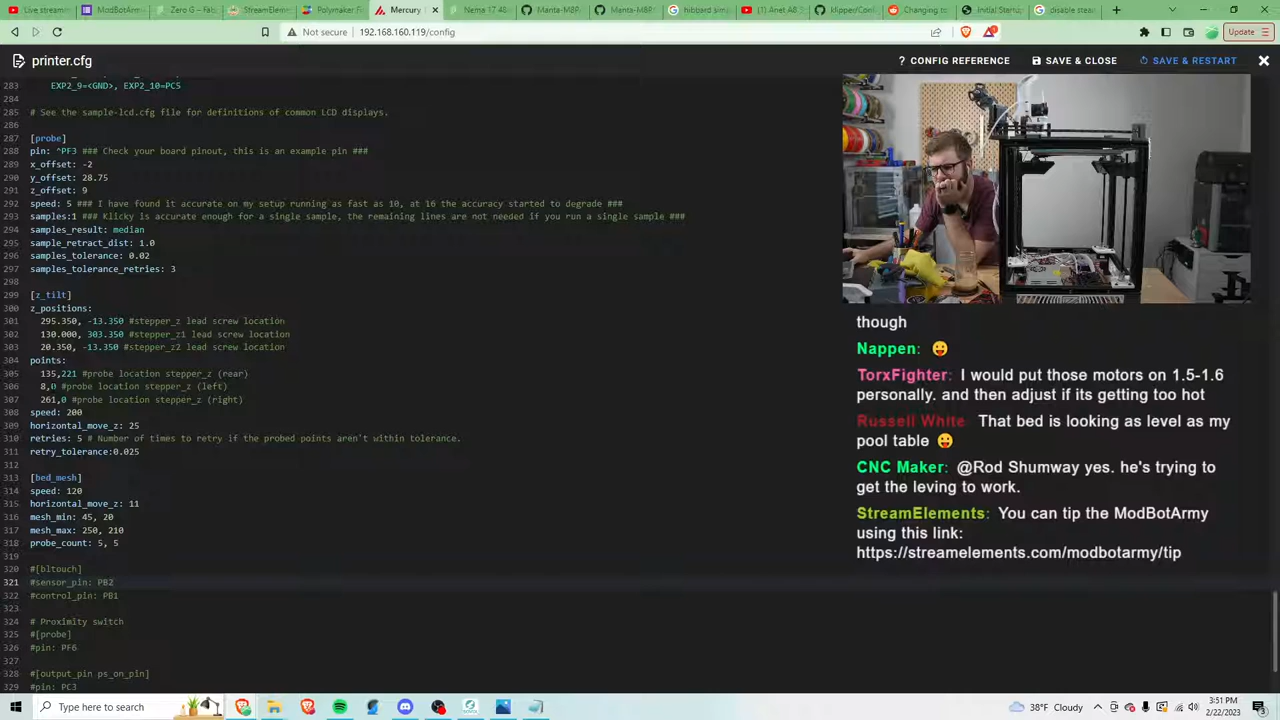 Live stream
ModBotArm
Zero G - Fab
StreamEleme
Polymaker F
Mercury
Nema 17 48
Manta-M8P
Manta-M8P
hibbard sim
(1) Anet A8
klipper/Conf
Changing to
Initial Startup
disable stea
Not secure
192.168.160.119/config
Update
printer.cfg
CONFIG REFERENCE
SAVE & CLOSE
SAVE & RESTART
283 EXP2_9=<GND>, EXP2_10=PC5
284
285 # See the sample-lcd.cfg file for definitions of common LCD displays.
286
287 [probe]
288 pin: ^PF3 ### Check your board pinout, this is an example pin ###
289 x_offset: -2
290 y_offset: 28.75
291 z_offset: 9
292 speed: 5 ### I have found it accurate on my setup running as fast as 10, at 16 the accuracy started to degrade ###
293 samples:1 ### Klicky is accurate enough for a single sample, the remaining lines are not needed if you run a single sample ###
294 samples_result: median
295 sample_retract_dist: 1.0
296 samples_tolerance: 0.02
297 samples_tolerance_retries: 3
298
299 [z_tilt]
300 z_positions:
301 295.350, -13.350 #stepper_z lead screw location
302 130.000, 303.350 #stepper_z1 lead screw location
303 20.350, -13.350 #stepper_z2 lead screw location
304 points:
305 135,221 #probe location stepper_z (rear)
306 8,0 #probe location stepper_z (left)
307 261,0 #probe location stepper_z (right)
308 speed: 200
309 horizontal_move_z: 25
310 retries: 5 # Number of times to retry if the probed points aren't within tolerance.
311 retry_tolerance:0.025
312
313 [bed_mesh]
314 speed: 120
315 horizontal_move_z: 11
316 mesh_min: 45, 20
317 mesh_max: 250, 210
318 probe_count: 5, 5
319
320 #[bltouch]
321 #sensor_pin: PB2
322 #control_pin: PB1
323
324 # Proximity switch
325 #[probe]
326 #pin: PF6
327
328 #[output_pin ps_on_pin]
329 #pin: PC3
though
Nappen:
TorxFighter: I would put those motors on 1.5-1.6
personally. and then adjust if its getting too hot
Russell White: That bed is looking as level as my
pool table
CNC Maker: @Rod Shumway yes. he's trying to
get the leving to work.
StreamElements: You can tip the ModBotArmy
using this link:
https://streamelements.com/modbotarmy/tip
Type here to search
38°F Cloudy
3:51 PM
2/22/2023